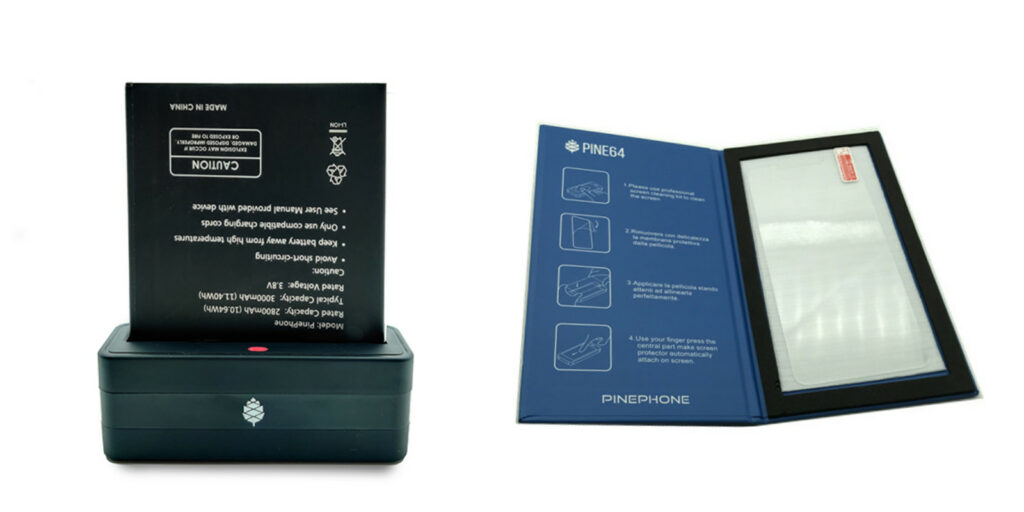 Model: PinePhone
Rated Capacity: 2800mAh (10.64Wh)
Typical Capacity: 3000mAh (11.40Wh)
Rated Voltage: 3.8V
Caution:
• Avoid short-circuiting
• Keep battery away from high temperatures
• Only use compatible charging cords
• See User Manual provided with device
CAUTION
EXPLOSION MAY OCCUR IF
DAMAGED, DISPOSED IMPROPERLY,
OR EXPOSED TO FIRE
LI-ION
MADE IN CHINA
PINE64
1.Please use professional
screen cleaning kit to clean
the screen.
2.Rimuovere con delicatezza
la membrana protettiva
dalla pellicola.
3.Applicare la pellicola stando
attenti ad allinearla
perfettamente.
4.Use your finger press the
central part make screen
protector automatically
attach on screen.
PINEPHONE